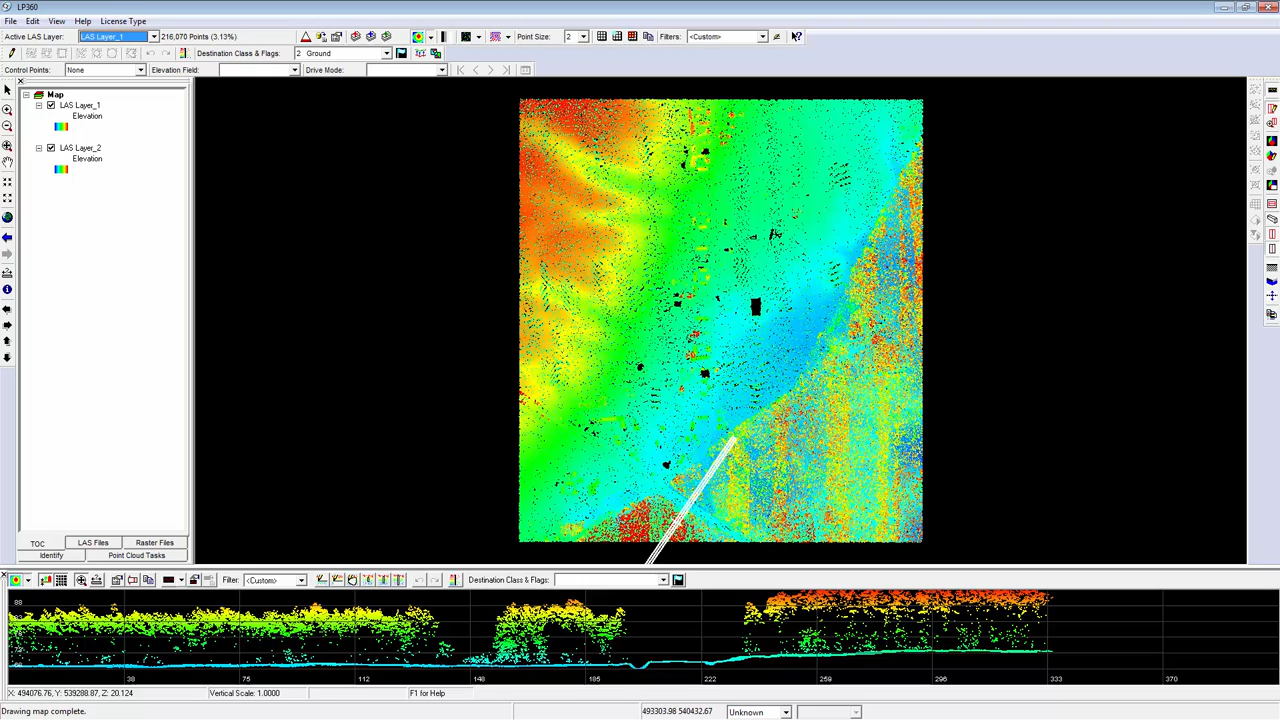 LP360
File Edit View Help License Type
Active LAS Layer: LAS Layer_1 216,070 Points (3.13%) Point Size: 2 Filters: <Custom>
Destination Class & Flags: 2 Ground
Control Points: None Elevation Field: Drive Mode:
Map
LAS Layer_1
Elevation
LAS Layer_2
Elevation
TOC LAS Files Raster Files
Identify Point Cloud Tasks
Filter: <Custom> Destination Class & Flags:
88
38 75 112 148 185 222 259 296 333 370
X: 494076.76, Y: 539288.87, Z: 20.124 Vertical Scale: 1.0000 F1 for Help
Drawing map complete. 493303.98 540432.67 Unknown